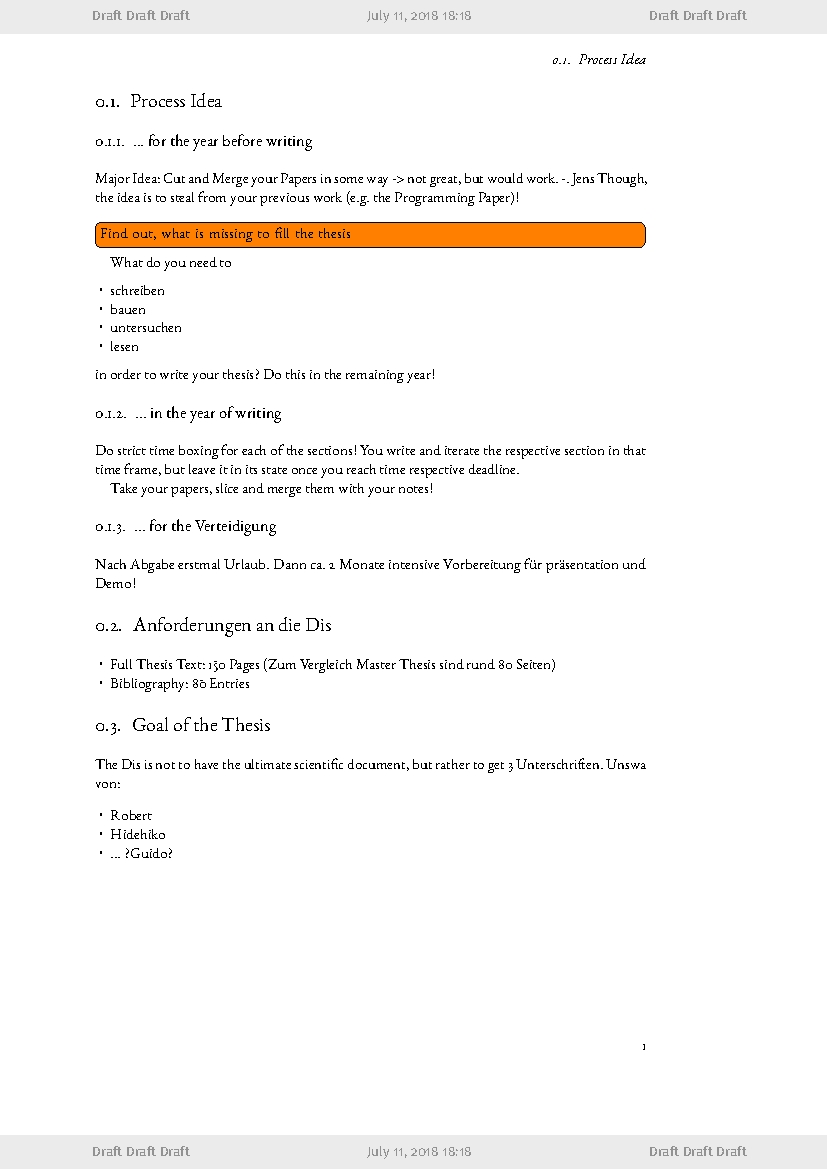 Draft Draft Draft July 11, 2018 18:18 Draft Draft Draft
0.1. Process Idea
0.1. Process Idea
0.1.1. ... for the year before writing
Major Idea: Cut and Merge your Papers in some way -> not great, but would work. -. Jens Though,
the idea is to steal from your previous work (e.g. the Programming Paper)!
Find out, what is missing to fill the thesis
What do you need to
• schreiben
• bauen
• untersuchen
• lesen
in order to write your thesis? Do this in the remaining year!
0.1.2. ... in the year of writing
Do strict time boxing for each of the sections! You write and iterate the respective section in that
time frame, but leave it in its state once you reach time respective deadline.
Take your papers, slice and merge them with your notes!
0.1.3. ... for the Verteidigung
Nach Abgabe erstmal Urlaub. Dann ca. 2 Monate intensive Vorbereitung für präsentation und
Demo!
0.2. Anforderungen an die Dis
• Full Thesis Text: 150 Pages (Zum Vergleich Master Thesis sind rund 80 Seiten)
• Bibliography: 80 Entries
0.3. Goal of the Thesis
The Dis is not to have the ultimate scientific document, but rather to get 3 Unterschriften. Unswa
von:
• Robert
• Hidehiko
• ... ?Guido?
1
Draft Draft Draft July 11, 2018 18:18 Draft Draft Draft